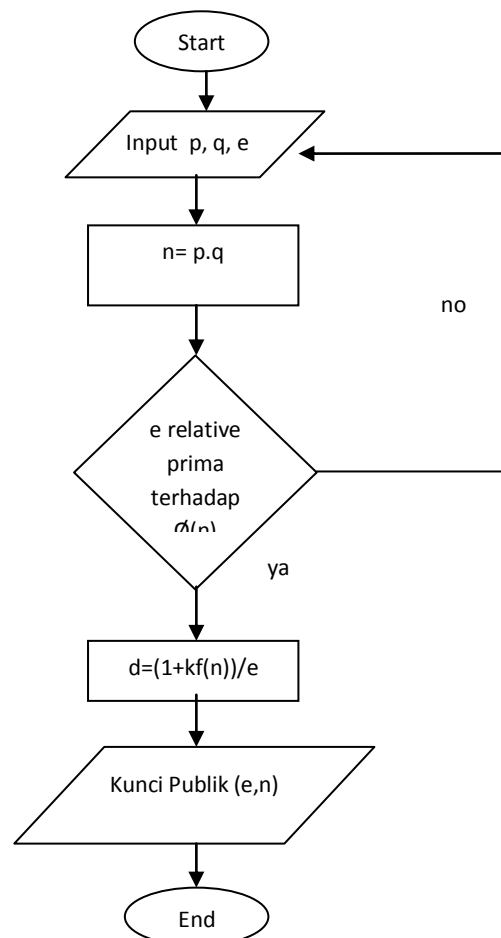 Start
Input p, q, e
n= p.q
no
e relative
prima
terhadap
Ø(n)
ya
d=(1+kf(n))/e
Kunci Publik (e,n)
End